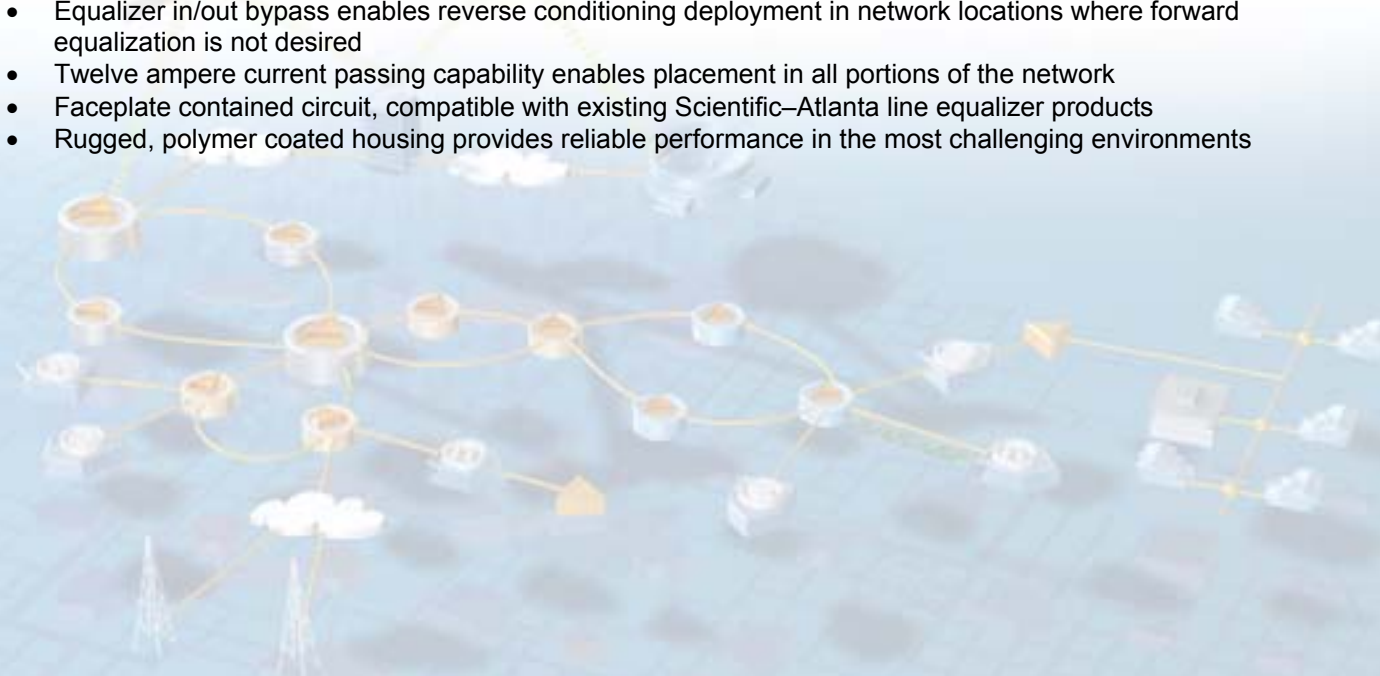 • Equalizer in/out bypass enables reverse conditioning deployment in network locations where forward
equalization is not desired
• Twelve ampere current passing capability enables placement in all portions of the network
• Faceplate contained circuit, compatible with existing Scientific–Atlanta line equalizer products
• Rugged, polymer coated housing provides reliable performance in the most challenging environments